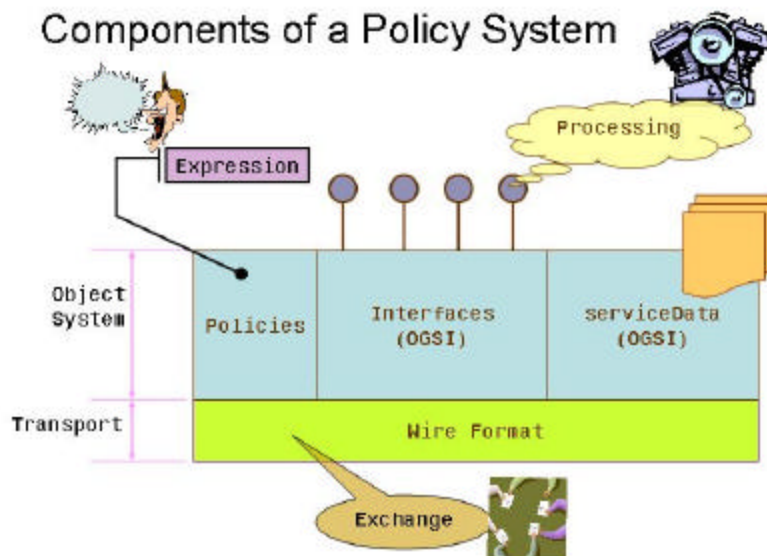 Components of a Policy System
Processing
Expression
Object
System
Policies
Interfaces
(OGSI)
serviceData
(OGSI)
Transport
Wire Format
Exchange